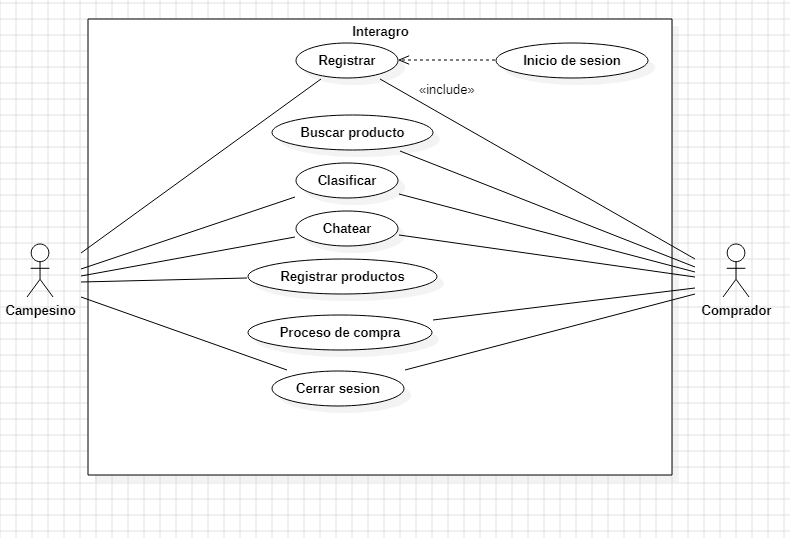 Interagro
Registrar
Inicio de sesion
«include»
Buscar producto
Clasificar
Chatear
Registrar productos
Campesino
Comprador
Proceso de compra
Cerrar sesion